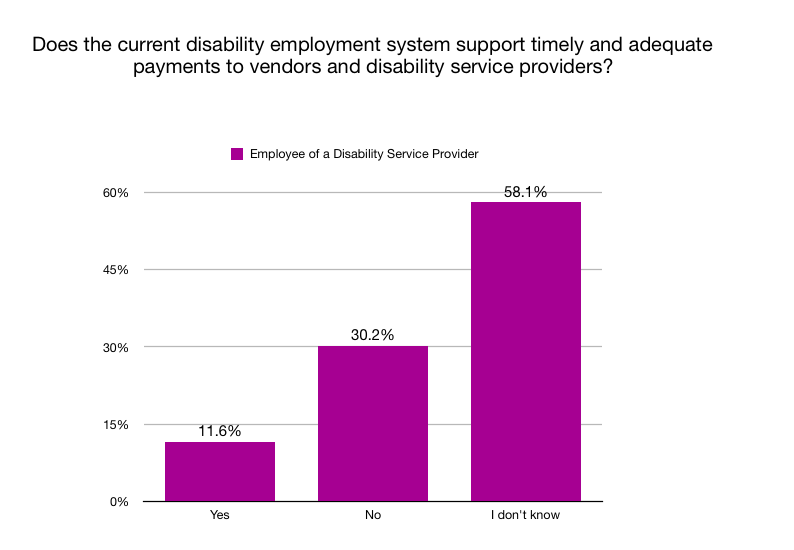 Does the current disability employment system support timely and adequate
payments to vendors and disability service providers?
Employee of a Disability Service Provider
60%
58.1%
45%
30.2%
30%
15%
11.6%
0%
Yes
No
I don't know